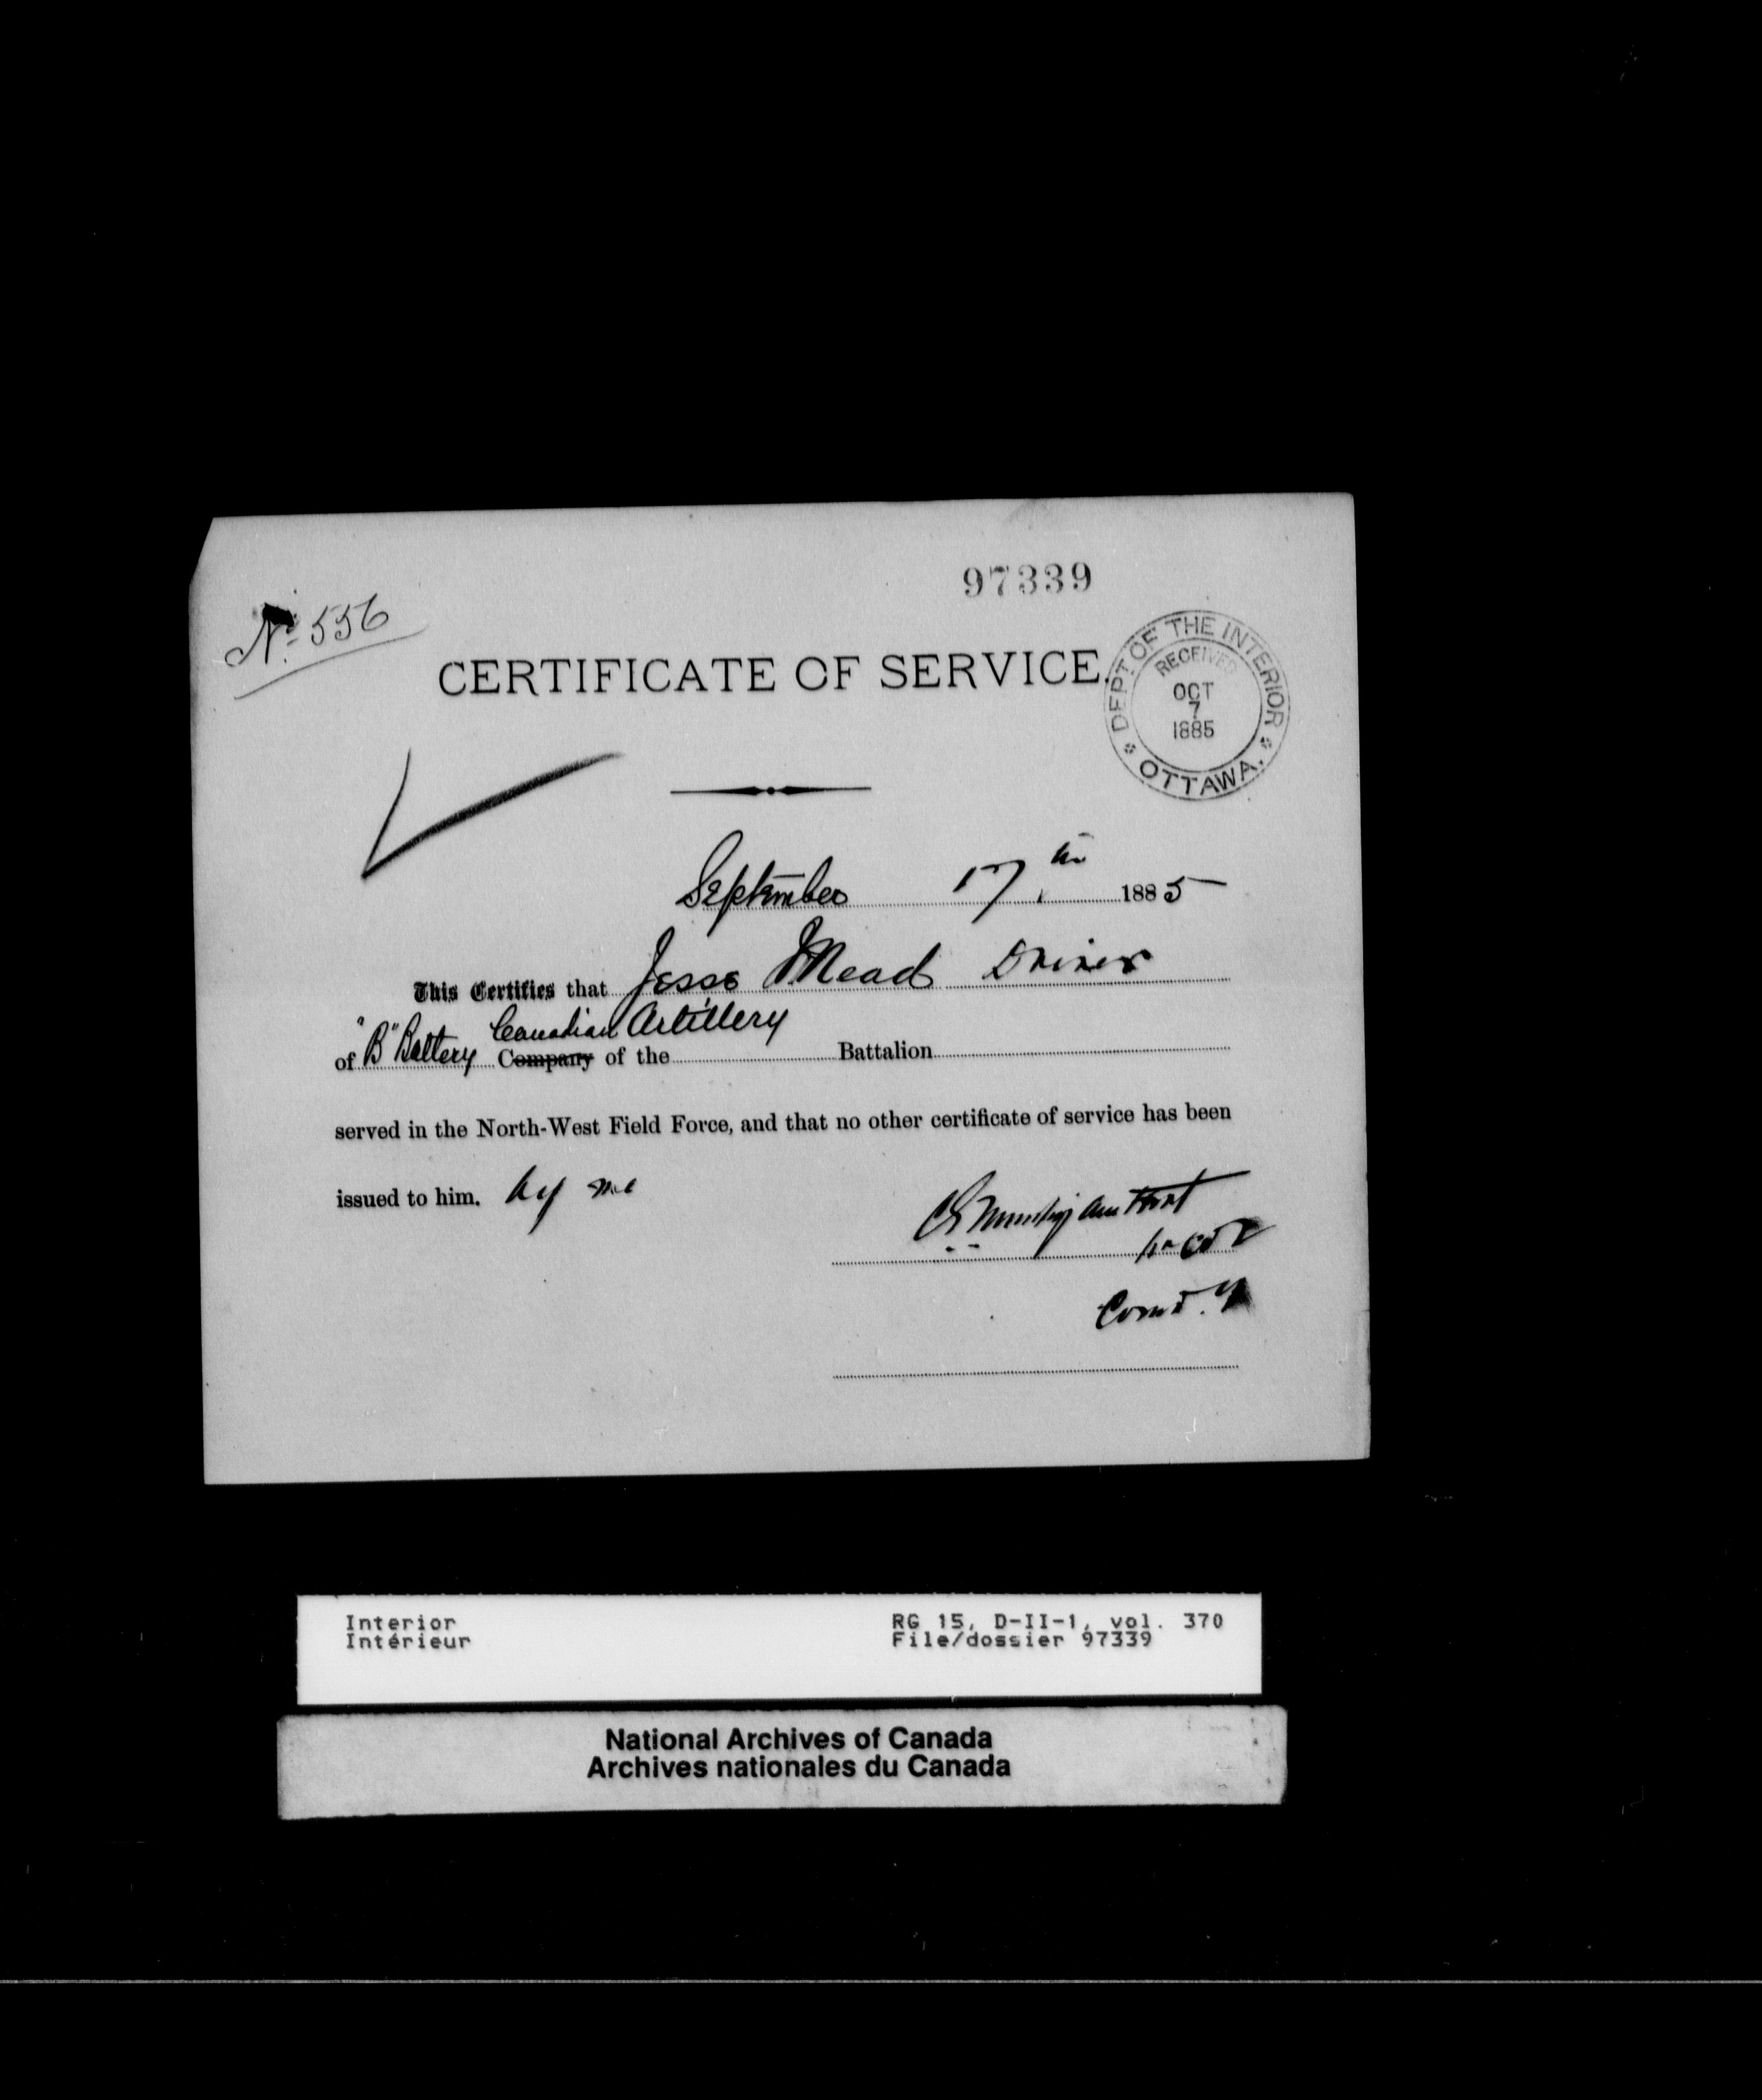 97339
No. 556
CERTIFICATE OF SERVICE.
DEPT OF THE INTERIOR
RECEIVED
OCT
7
1885
OTTAWA.
September 17th 1885
This Certifies that Jesse Mead Driver
Canadian Artillery
of "B" Battery Company of the Battalion
served in the North-West Field Force, and that no other certificate of service has been
issued to him. by me
Comd.
Interior RG 15, D-II-1, vol. 370
Intérieur File/dossier 97339
National Archives of Canada
Archives nationales du Canada